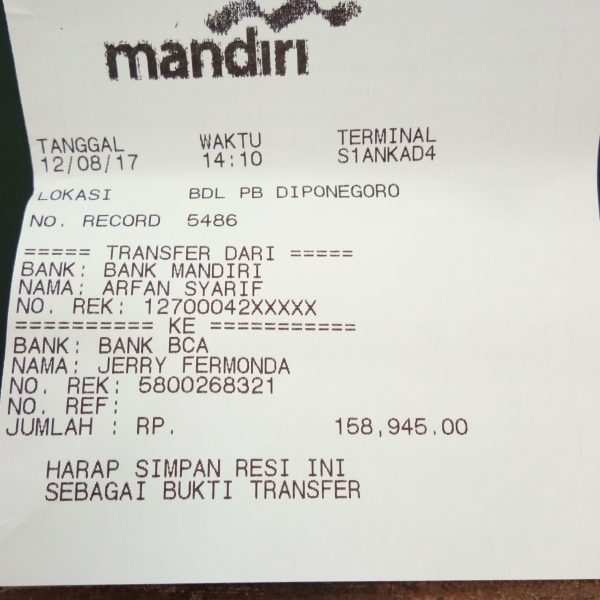 mandiri
TANGGAL WAKTU TERMINAL
12/08/17 14:10 S1ANKAD4
LOKASI BDL PB DIPONEGORO
NO. RECORD 5486
===== TRANSFER DARI =====
BANK: BANK MANDIRI
NAMA: ARFAN SYARIF
NO. REK: 12700042XXXXX
========== KE ============
BANK: BANK BCA
NAMA: JERRY FERMONDA
NO. REK: 5800268321
NO. REF:
JUMLAH : RP. 158,945.00
HARAP SIMPAN RESI INI
SEBAGAI BUKTI TRANSFER